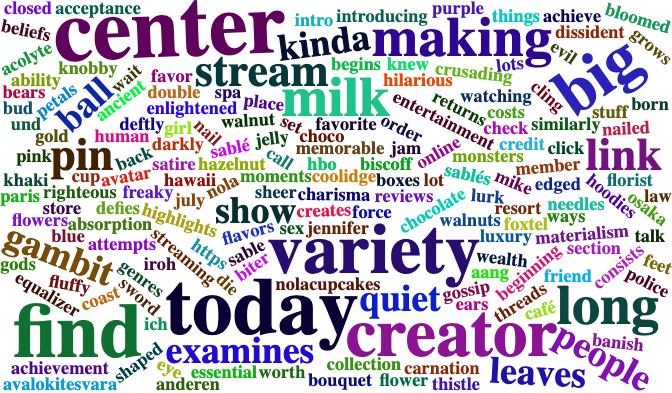 closed acceptance center intro introducing purple things achieve bloomed
beliefs kinda making dissident grows
acolyte knobby wait favor stream begins knew crusading lots evil big
ability ball ancient double spa hilarious watching cling
bears petals enlightened place milk entertainment returns costs stuff born
bud deftly girl nail walnut ser favorite order check similarly nailed
und gold human darkly sablé jelly choco memorable jam online credit click link
pink pin back satire hazelnut call hbo biscoff monsters member
khaki cup avatar hawaii moments coolidge boxes lot sablés mike edged hoodies florist
paris righteous freaky july nola sheer charisma reviews lurk needles osaka law
store defies highlights show creates force chocolate resort
flowers absorption flavors sex jennifer walnuts foxtel ways
gambit blue attempts streaming https sable variety luxury materialism talk
gods genres iroh biter die wealth beginning section feet
fluffy sword nolacupcakes aang friend consists police
equalizer coast today quiet gossip ears threads café long
find ich creator people
shaped examines banish
achievement eye essential worth collection carnation leaves
avalokitesvara anderen bouquet flower thistle